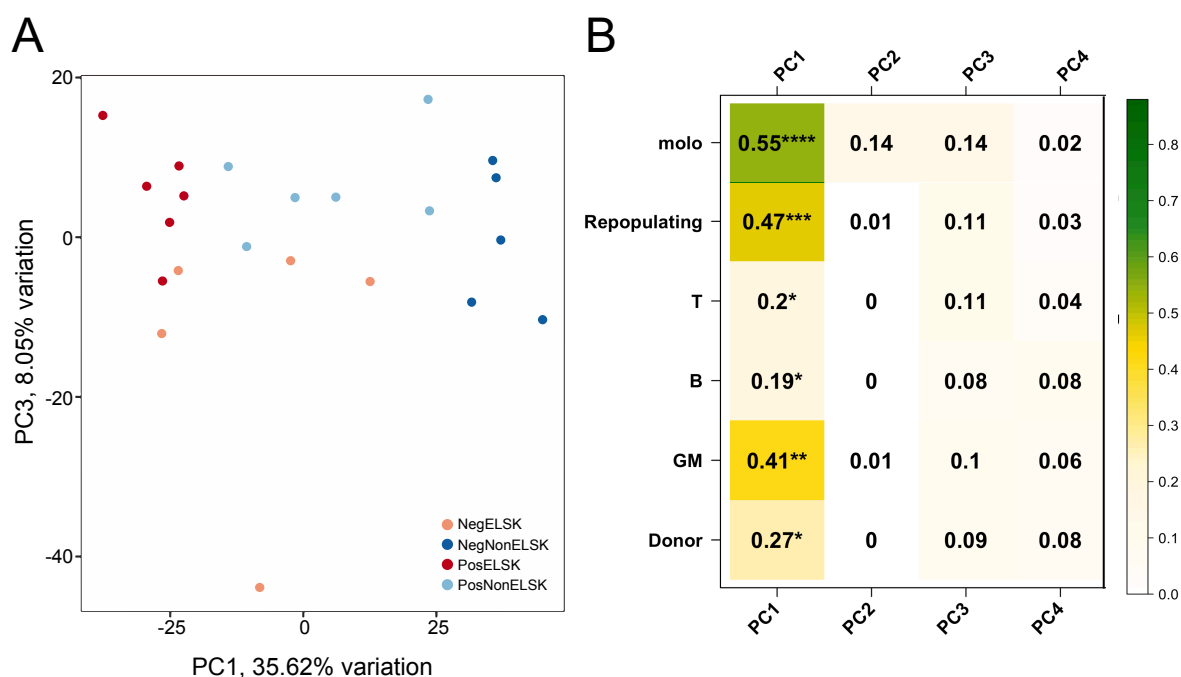 A
20
0
-20
-40
PC3, 8.05% variation
-25
0
25
PC1, 35.62% variation
NegELSK
NegNonELSK
PosELSK
PosNonELSK
B
PC1 PC2 PC3 PC4
molo 0.55**** 0.14 0.14 0.02
Repopulating 0.47*** 0.01 0.11 0.03
T 0.2* 0 0.11 0.04
B 0.19* 0 0.08 0.08
GM 0.41** 0.01 0.1 0.06
Donor 0.27* 0 0.09 0.08
PC1 PC2 PC3 PC4
0.8
0.7
0.6
0.5
0.4
0.3
0.2
0.1
0.0